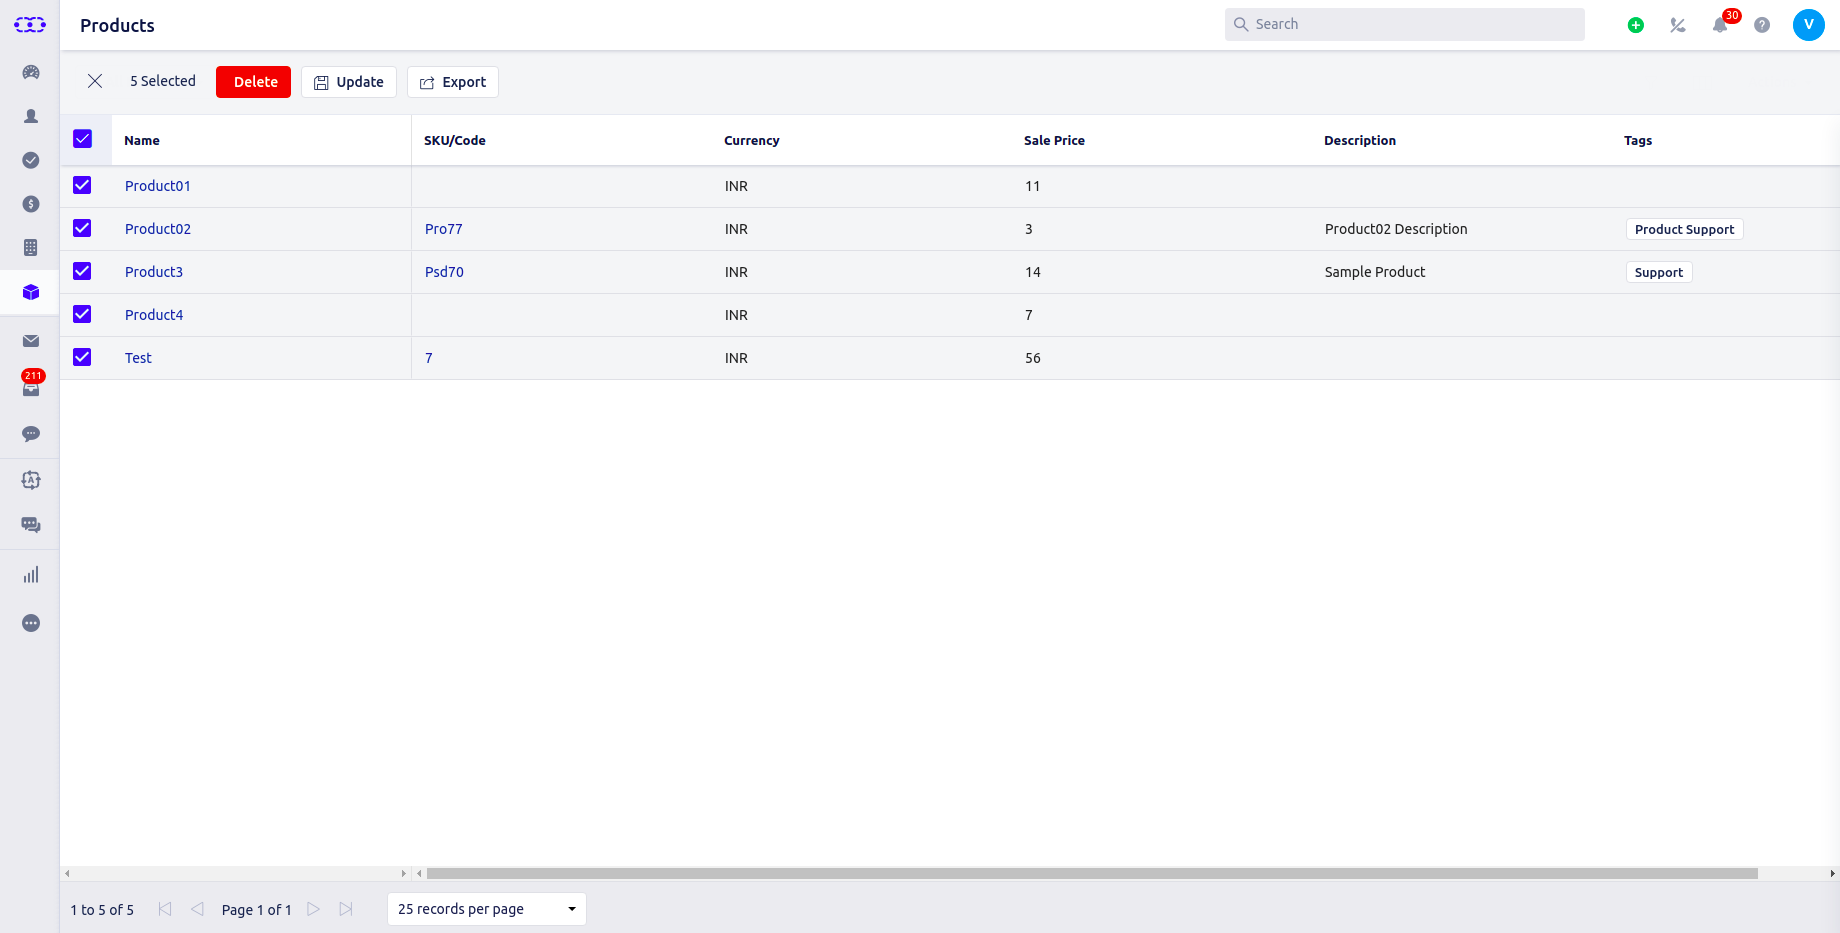 Products
Search
30
?
V
5 Selected
Delete
Update
Export
Name SKU/Code Currency Sale Price Description Tags
Product01 INR 11
Product02 Pro77 INR 3 Product02 Description Product Support
Product3 Psd70 INR 14 Sample Product Support
Product4 INR 7
Test 7 INR 56
$
211
A
1 to 5 of 5
Page 1 of 1
25 records per page